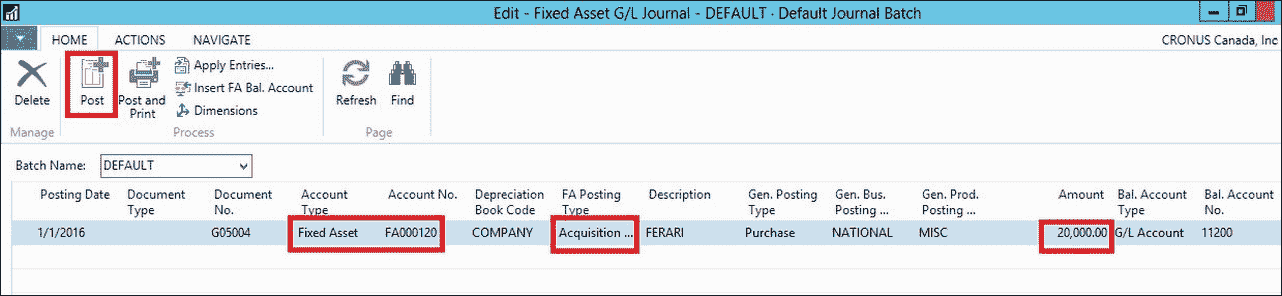 Edit - Fixed Asset G/L Journal - DEFAULT · Default Journal Batch
HOME ACTIONS NAVIGATE CRONUS Canada, Inc
Delete
Post
Post and Print
Apply Entries...
Insert FA Bal. Account
Dimensions
Refresh
Find
Manage Process Page
Batch Name: DEFAULT
Posting Date Document Type Document No. Account Type Account No. Depreciation Book Code FA Posting Type Description Gen. Posting Type Gen. Bus. Posting ... Gen. Prod. Posting ... Amount Bal. Account Type Bal. Account No.
1/1/2016 G05004 Fixed Asset FA000120 COMPANY Acquisition ... FERARI Purchase NATIONAL MISC 20,000.00 G/L Account 11200